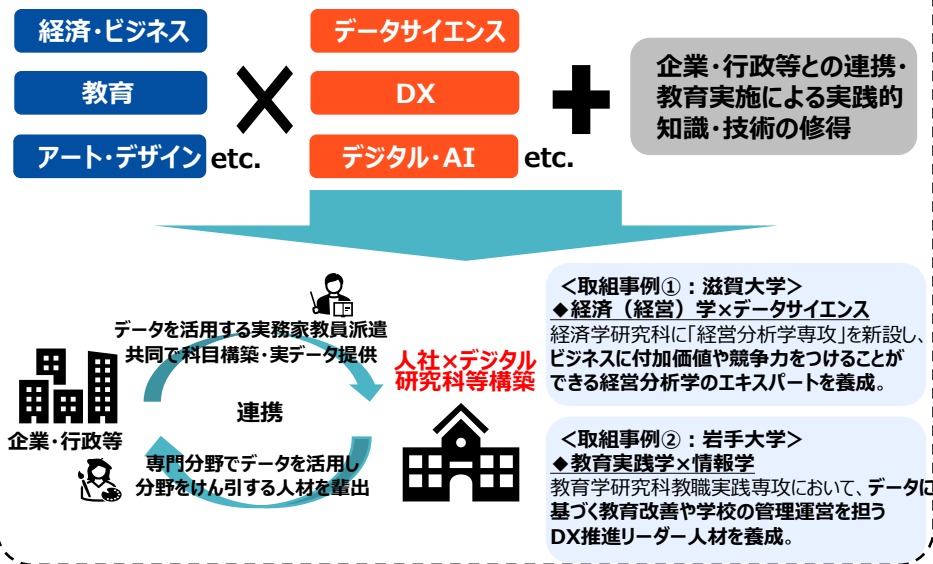 経済・ビジネス
教育
アート・デザイン etc.
データサイエンス
DX
デジタル・AI etc.
企業・行政等との連携・
教育実施による実践的
知識・技術の修得
データを活用する実務家教員派遣
共同で科目構築・実データ提供
人社×デジタル
研究科等構築
連携
企業・行政等
専門分野でデータを活用し
分野をけん引する人材を輩出
＜取組事例①：滋賀大学＞
◆経済（経営）学×データサイエンス
経済学研究科に「経営分析学専攻」を新設し、
ビジネスに付加価値や競争力をつけることが
できる経営分析学のエキスパートを養成。
＜取組事例②：岩手大学＞
◆教育実践学×情報学
教育学研究科教職実践専攻において、データに
基づく教育改善や学校の管理運営を担う
DX推進リーダー人材を養成。